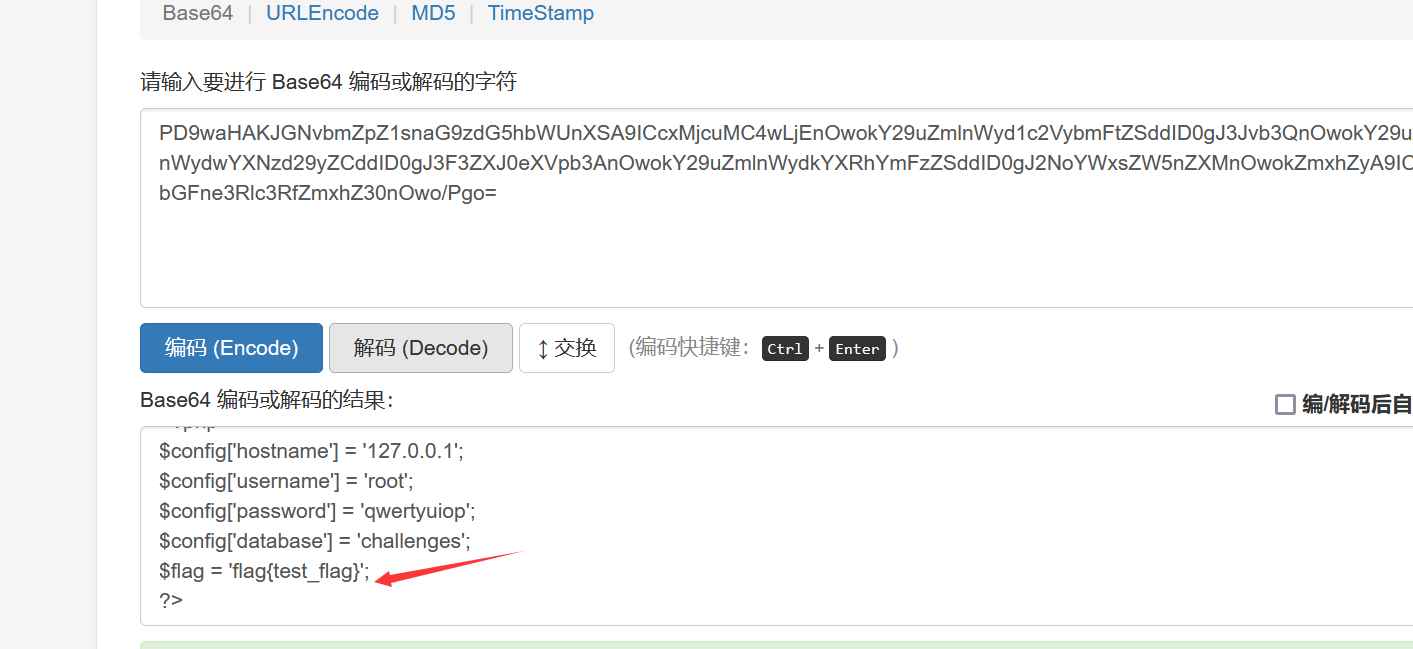 Base64 | URLEncode | MD5 | TimeStamp
请输入要进行 Base64 编码或解码的字符
PD9waHAKJGNvbmZpZ1snaG9zdG5hbWUnXSA9ICcxMjcuMC4wLjEnOwokY29uZmlnWyd1c2VybmFtZSddID0gJ3Jvb3QnOwokY29u
nWydwYXNzd29yZCddID0gJ3F3ZXJ0eXVpb3AnOwokY29uZmlnWydkYXRhYmFzZSddID0gJ2NoYWxsZW5nZXMnOwokZmxhZyA9IC
bGFne3Rlc3RfZmxhZ30nOwo/Pgo=
编码 (Encode) 解码 (Decode) ↕ 交换 (编码快捷键： Ctrl + Enter )
Base64 编码或解码的结果：
编/解码后自
$config['hostname'] = '127.0.0.1';
$config['username'] = 'root';
$config['password'] = 'qwertyuiop';
$config['database'] = 'challenges';
$flag = 'flag{test_flag}';
?>